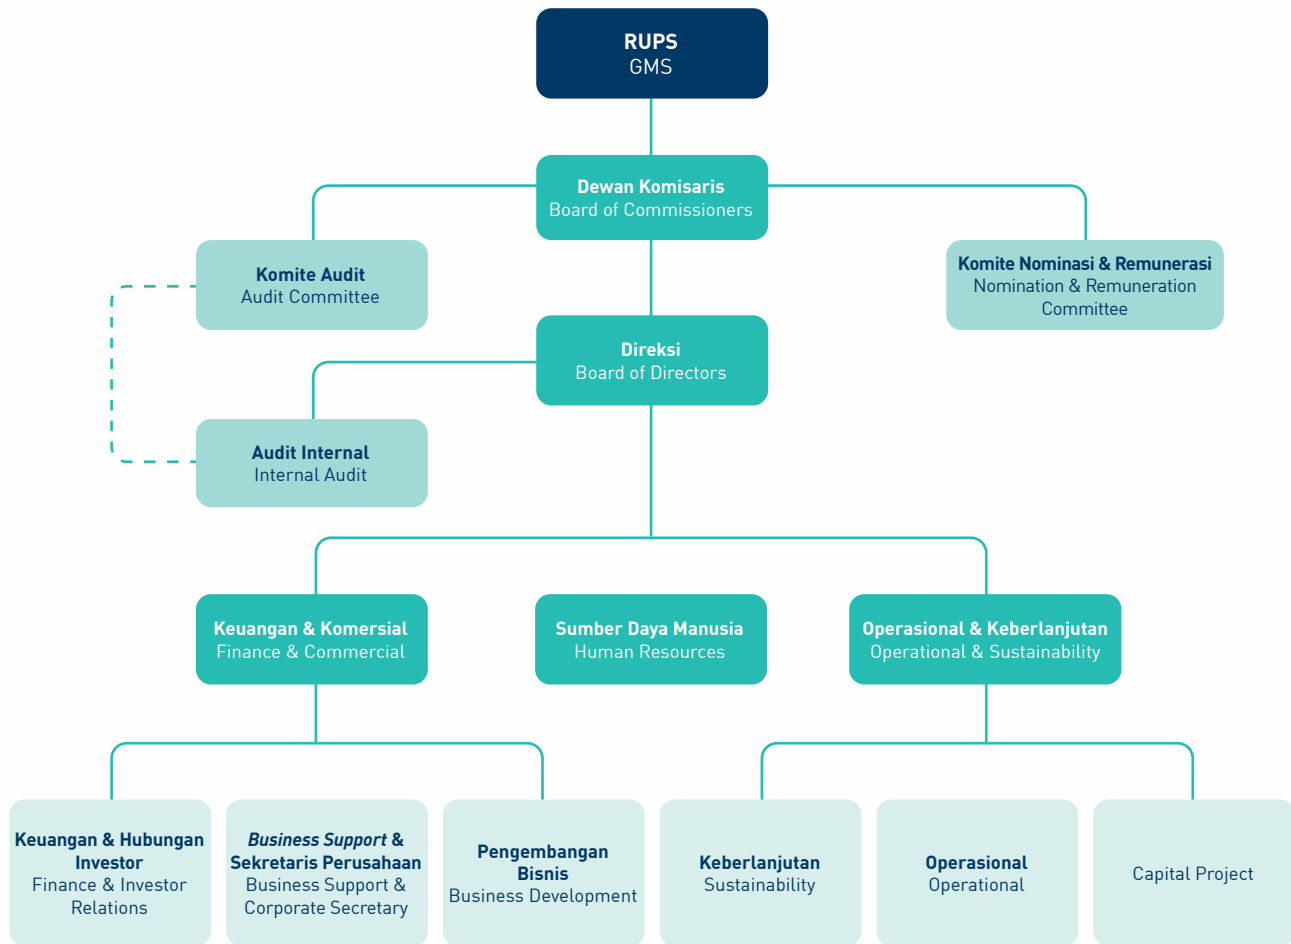 RUPS
GMS
Dewan Komisaris
Board of Commissioners
Komite Audit
Audit Committee
Komite Nominasi & Remunerasi
Nomination & Remuneration
Committee
Direksi
Board of Directors
Audit Internal
Internal Audit
Keuangan & Komersial
Finance & Commercial
Sumber Daya Manusia
Human Resources
Operasional & Keberlanjutan
Operational & Sustainability
Keuangan & Hubungan
Investor
Finance & Investor
Relations
Business Support &
Sekretaris Perusahaan
Business Support &
Corporate Secretary
Pengembangan
Bisnis
Business Development
Keberlanjutan
Sustainability
Operasional
Operational
Capital Project